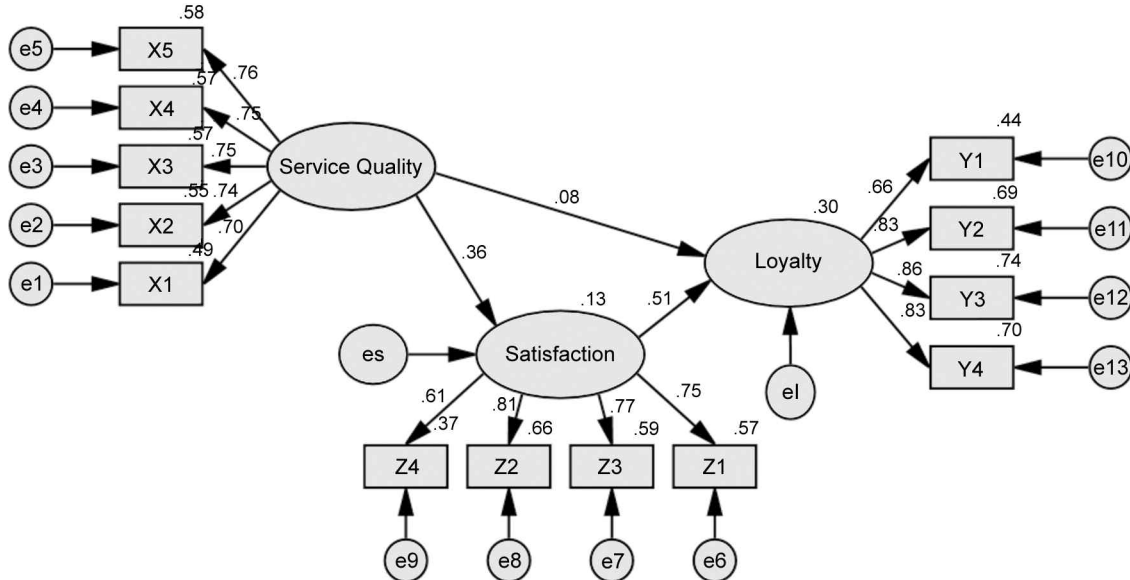 .58
e5 X5
.76
.57
e4 X4
.75
.57
e3 X3 .75
Service Quality
.55 .74
e2 X2
.70
.49
e1 X1
.08
.36
.44
Y1 e10
.66
.69
.30
.83 Y2 e11
Loyalty
.74
.86 Y3 e12
.83
.70
Y4 e13
.13 .51
es Satisfaction
el
.61 .81 .77 .75
.37 .66 .59 .57
Z4 Z2 Z3 Z1
e9 e8 e7 e6